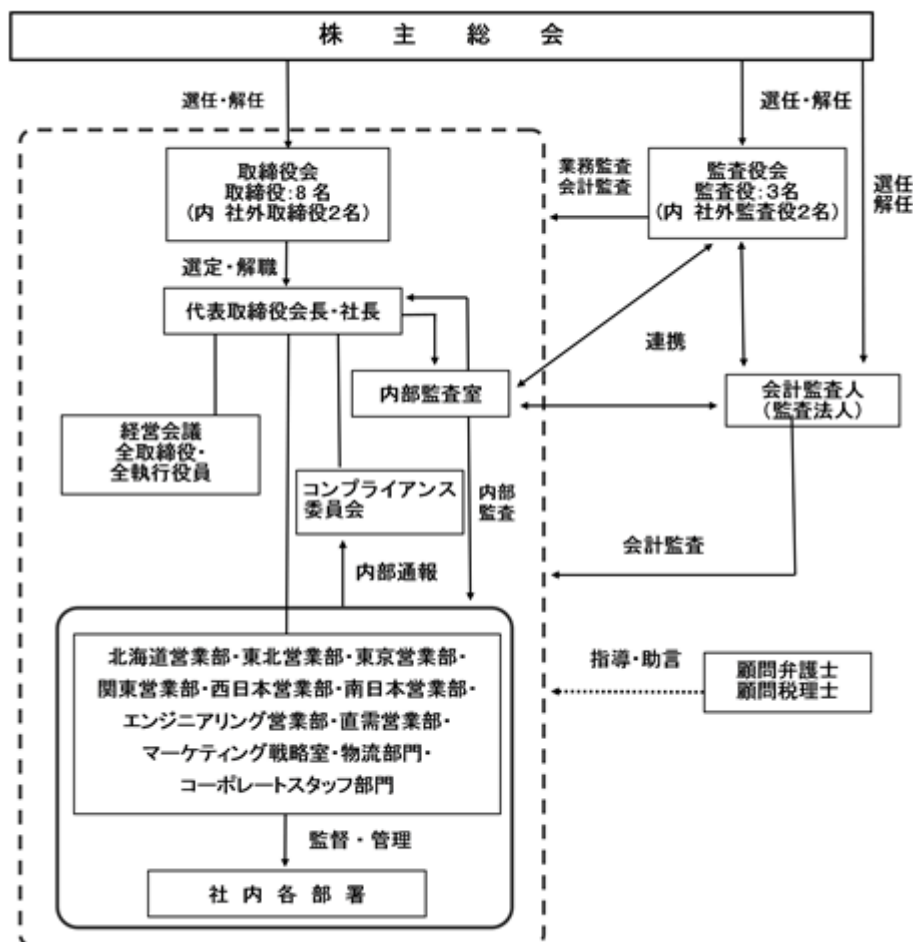 株主総会
選任・解任
選任・解任
選任
解任
取締役会
取締役:8名
(内 社外取締役2名)
業務監査
会計監査
監査役会
監査役:3名
(内 社外監査役2名)
選定・解職
代表取締役会長・社長
連携
内部監査室
会計監査人
(監査法人)
経営会議
全取締役・
全執行役員
コンプライアンス
委員会
内部
監査
会計監査
内部通報
北海道営業部・東北営業部・東京営業部・
関東営業部・西日本営業部・南日本営業部・
エンジニアリング営業部・直需営業部・
マーケティング戦略室・物流部門・
コーポレートスタッフ部門
指導・助言
顧問弁護士
顧問税理士
監督・管理
社内各部署